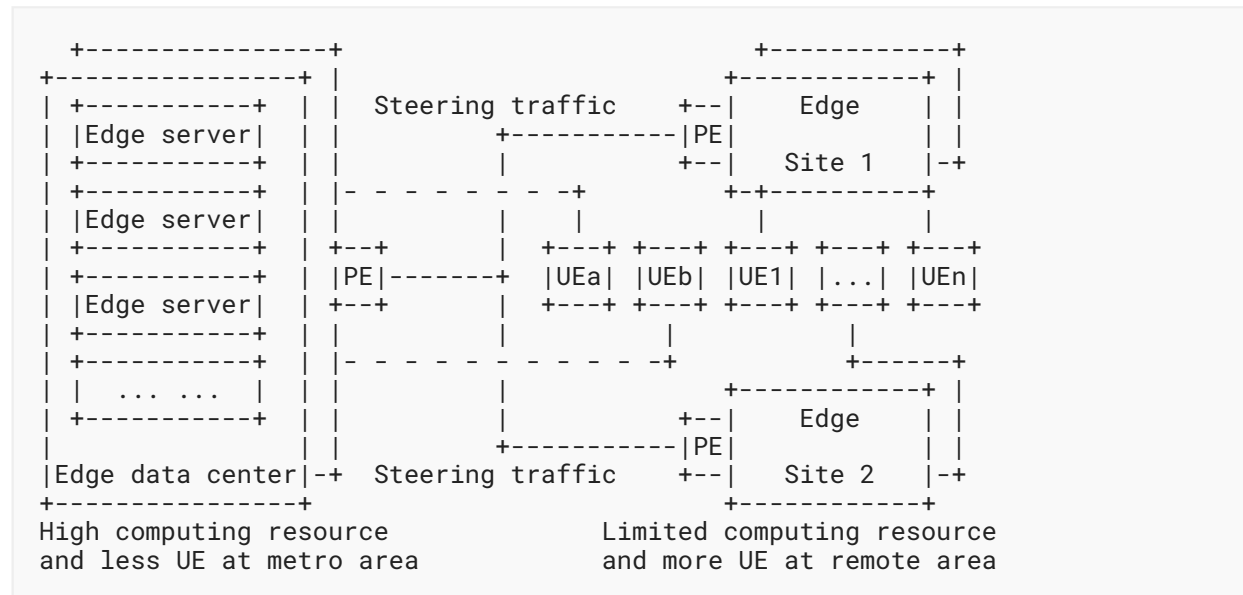 +----------------+                           +------------+
+----------------+ |                         +------------+ |
| +-----------+  | |  Steering traffic    +--|    Edge    | |
| |Edge server|  | |          +-----------|PE|            | |
| +-----------+  | |          |           +--|   Site 1   |-+
| +-----------+  | |- - - - - - - -+         +-+----------+
| |Edge server|  | |          |    |           |          |
| +-----------+  | +--+       |  +---+ +---+ +---+ +---+ +---+
| +-----------+  | |PE|-------+  |UEa| |UEb| |UE1| |...| |UEn|
| |Edge server|  | +--+       |  +---+ +---+ +---+ +---+ +---+
| +-----------+  | |          |         |          |
| +-----------+  | |- - - - - - - - - - -+          +------+
| |  ... ...  |  | |          |            +------------+ |
| +-----------+  | |          |         +--|    Edge    | |
|                | |          +-----------|PE|            | |
|Edge data center|-+  Steering traffic    +--|   Site 2   |-+
+----------------+                         +------------+
High computing resource              Limited computing resource
and less UE at metro area            and more UE at remote area